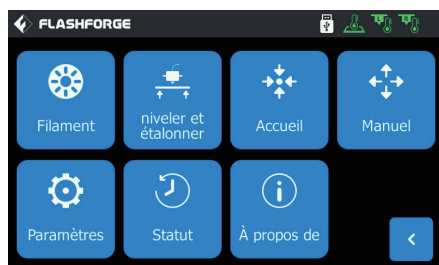 FLASHFORGE
Filament
niveler et
étalonner
Accueil
Manuel
Paramètres
Statut
À propos de